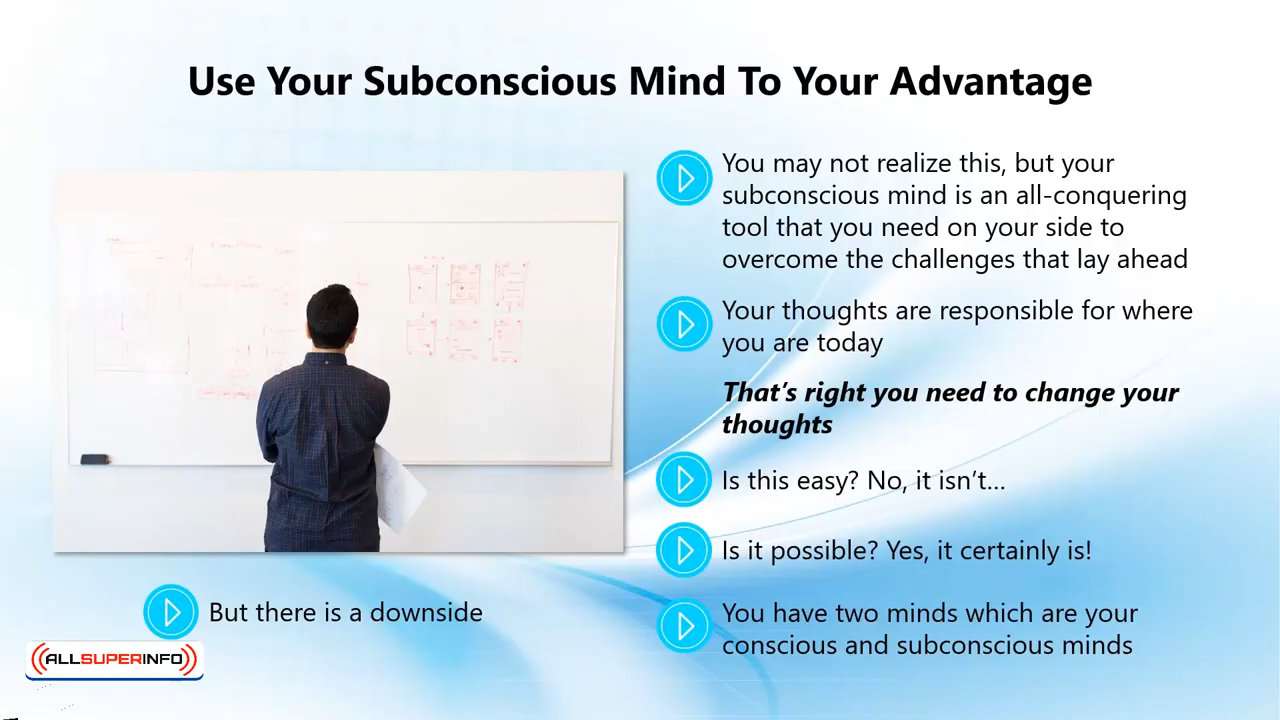 Use Your Subconscious Mind To Your Advantage
You may not realize this, but your
subconscious mind is an all-conquering
tool that you need on your side to
overcome the challenges that lay ahead
Your thoughts are responsible for where
you are today
That's right you need to change your
thoughts
Is this easy? No, it isn't...
Is it possible? Yes, it certainly is!
You have two minds which are your
conscious and subconscious minds
But there is a downside
ALLSUPERINFO